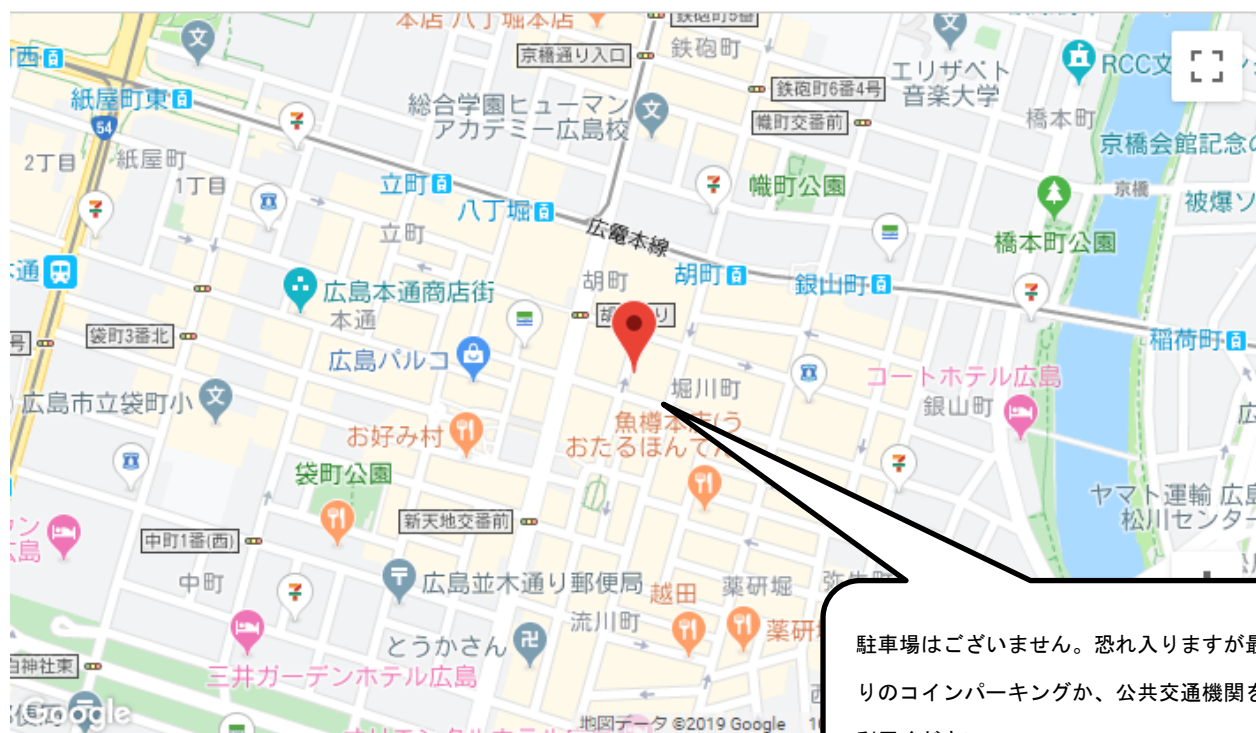 本店 八丁堀本店
鉄砲町5番
京橋通り入口
鉄砲町
RCC文
紙屋町東
54
総合学園ヒューマン
アカデミー広島校
鉄砲町6番4号
エリザベト
音楽大学
幟町交番前
橋本町
京橋会館記念の
2丁目
紙屋町
1丁目
立町
八丁堀
幟町公園
京橋
被爆ソ
立町
広電本線
橋本町公園
本通
広島本通商店街
胡町
胡町
銀山町
本通
袋町3番北
号
稲荷町
広島パルコ
堀川町
コートホテル広島
銀山町
広島市立袋町小
魚樽本店(う
おたるほんてん
お好み村
袋町公園
新天地交番前
ヤマト運輸 広島
松川センター
中町1番(西)
島
中町
広島並木通り郵便局
越田
薬研堀
弥生町
流川町
薬研堀
とうかさん
白神社東
三井ガーデンホテル広島
駐車場はございません。恐れ入りますが最
りのコインパーキングか、公共交通機関を
Google
地図データ ©2019 Google